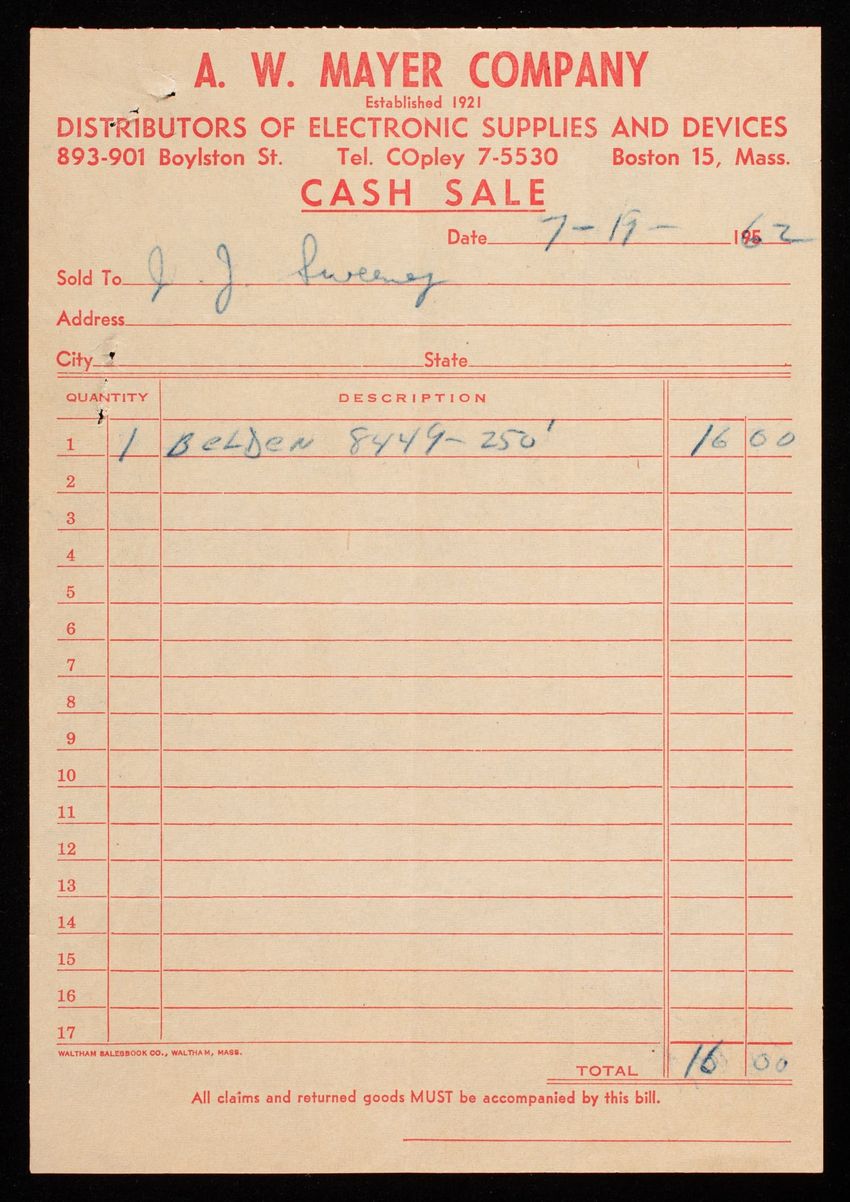 A. W. MAYER COMPANY
Established 1921
DISTRIBUTORS OF ELECTRONIC SUPPLIES AND DEVICES
893-901 Boylston St. Tel. COpley 7-5530 Boston 15, Mass.
CASH SALE
Date 7-19- 1962
Sold To J. J. Sweeney
Address
City State
QUANTITY DESCRIPTION
1 1 BELDEN 8449-250' 16 00
2
3
4
5
6
7
8
9
10
11
12
13
14
15
16
17
WALTHAM SALESBOOK CO., WALTHAM, MASS.
TOTAL 16 00
All claims and returned goods MUST be accompanied by this bill.